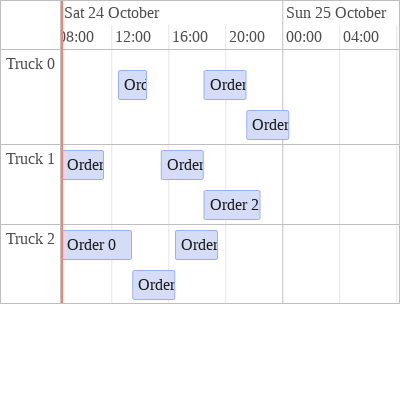 Sat 24 October
Sun 25 October
08:00 12:00 16:00 20:00 00:00 04:00
Truck 0
Order
Order
Truck 1
Order Order
Order 2
Truck 2
Order 0 Order
Order